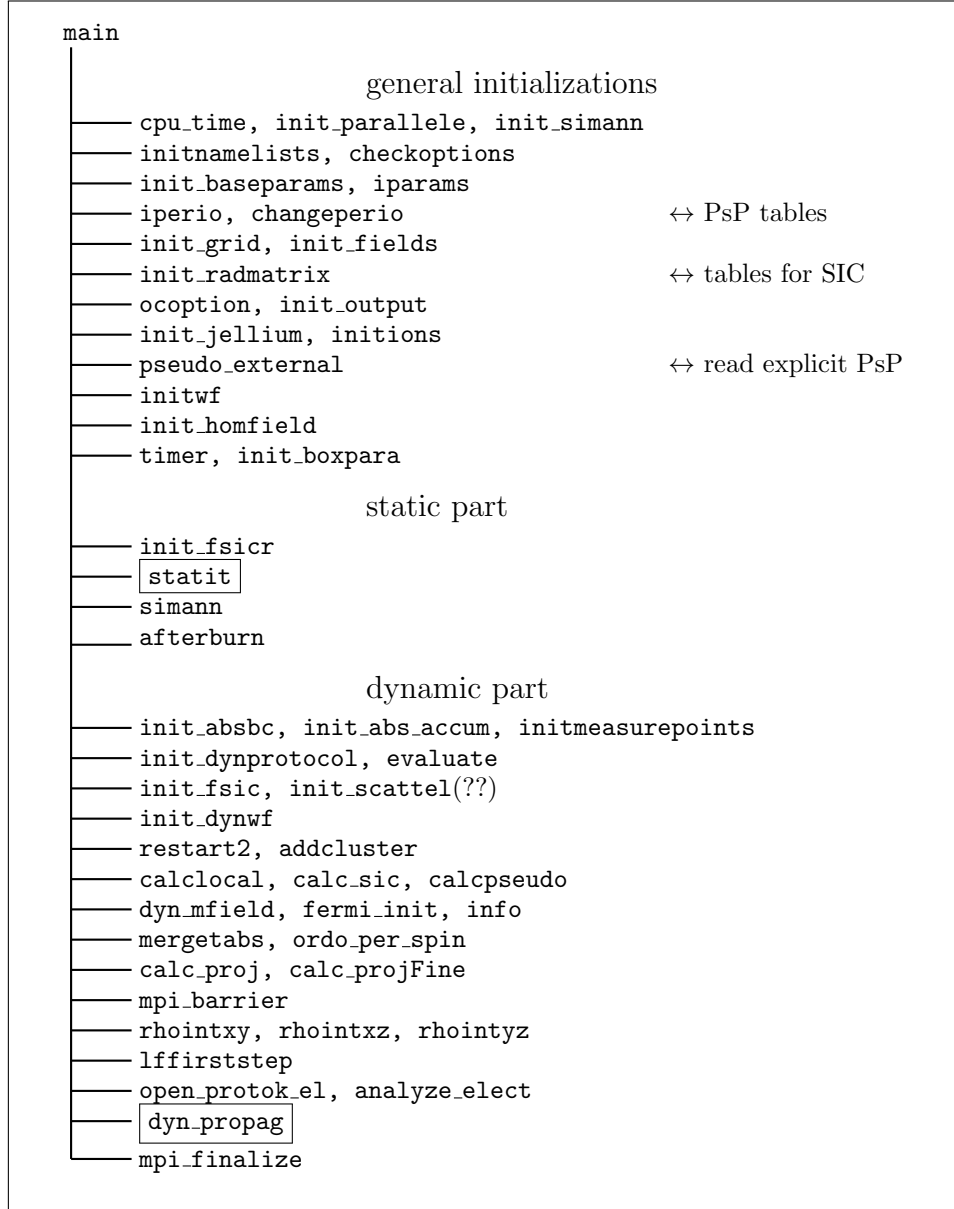 main
general initializations
cpu_time, init_parallele, init_simann
initnamelists, checkoptions
init_baseparams, iparams
iperio, changeperio ↔ PsP tables
init_grid, init_fields
init_radmatrix ↔ tables for SIC
ocoption, init_output
init_jellium, initions
pseudo_external ↔ read explicit PsP
initwf
init_homfield
timer, init_boxpara
static part
init_fsicr
statit
simann
afterburn
dynamic part
init_absbc, init_abs_accum, initmeasurepoints
init_dynprotocol, evaluate
init_fsic, init_scattel(??)
init_dynwf
restart2, addcluster
calclocal, calc_sic, calcpseudo
dyn_mfield, fermi_init, info
mergetabs, ordo_per_spin
calc_proj, calc_projFine
mpi_barrier
rhointxy, rhointxz, rhointyz
lffirststep
open_protok_el, analyze_elect
dyn_propag
mpi_finalize